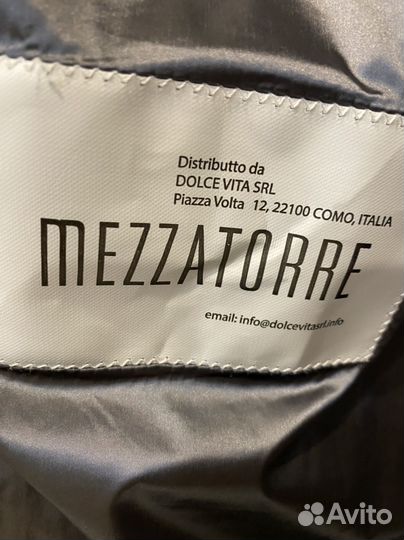 Distributto da
DOLCE VITA SRL
Piazza Volta 12, 22100 COMO, ITALIA
MEZZATORRE
email: info@dolcevitasrl.info
Avito